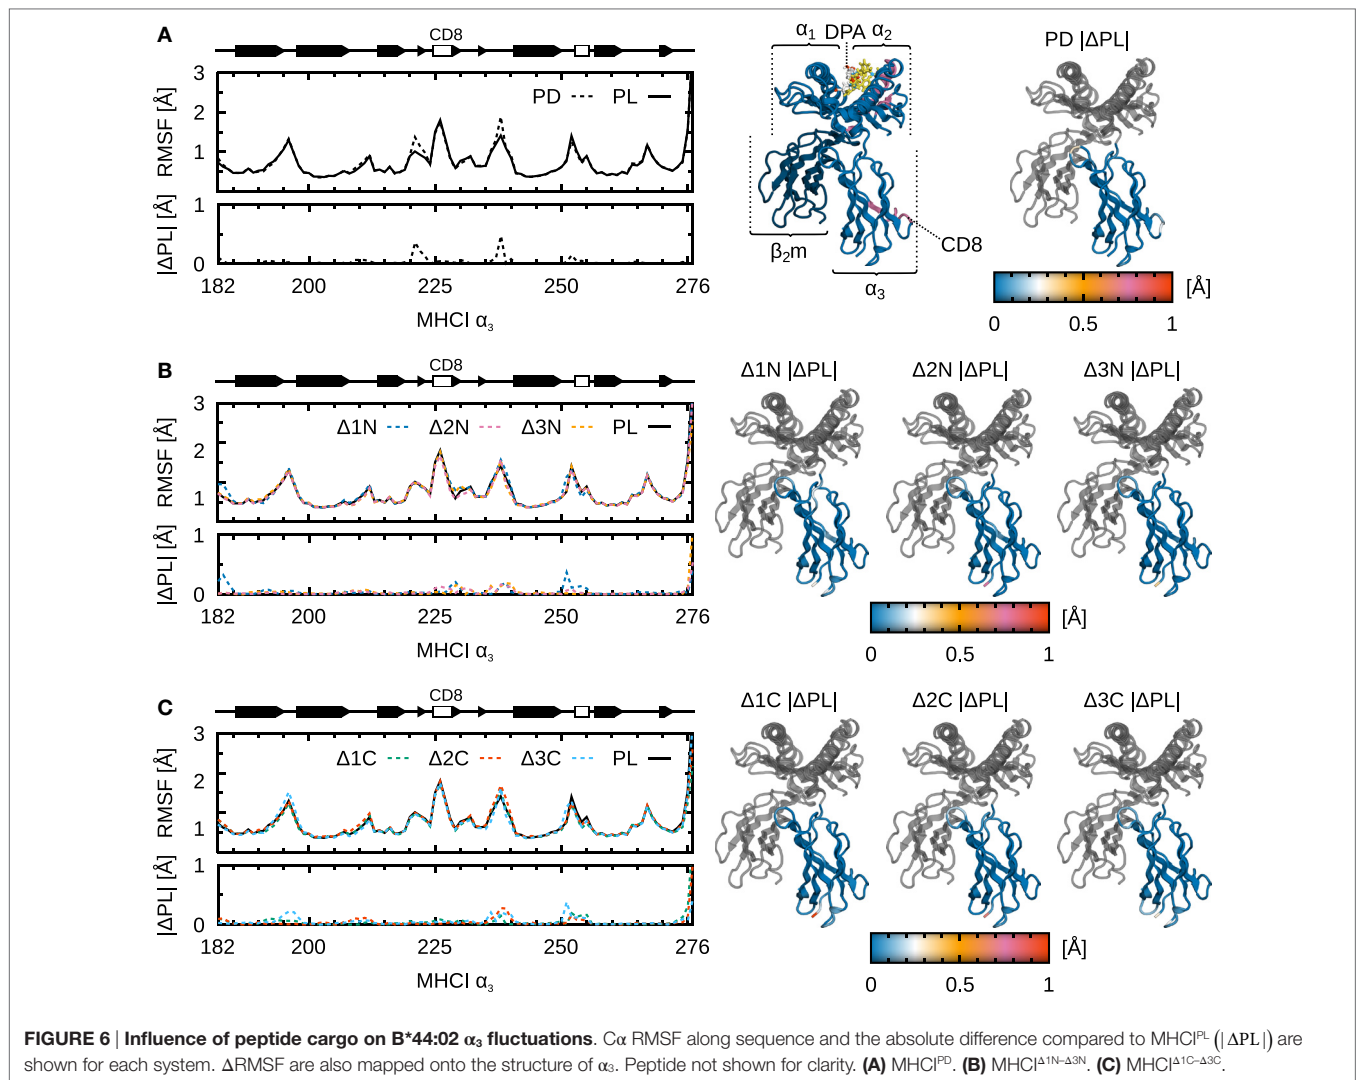 A
CD8
3
2
1
RMSF [Å]
PD PL
1
0
|ΔPL| [Å]
182 200 225 250 276
MHCI α₃
α₁ DPA α₂
β₂m
CD8
α₃
PD |ΔPL|
[Å]
0 0.5 1
B
CD8
3
2
1
RMSF [Å]
Δ1N Δ2N Δ3N PL
1
0
|ΔPL| [Å]
182 200 225 250 276
MHCI α₃
Δ1N |ΔPL| Δ2N |ΔPL| Δ3N |ΔPL|
[Å]
0 0.5 1
C
CD8
3
2
1
RMSF [Å]
Δ1C Δ2C Δ3C PL
1
0
|ΔPL| [Å]
182 200 225 250 276
MHCI α₃
Δ1C |ΔPL| Δ2C |ΔPL| Δ3C |ΔPL|
[Å]
0 0.5 1
FIGURE 6 | Influence of peptide cargo on B*44:02 α₃ fluctuations. Cα RMSF along sequence and the absolute difference compared to MHCIᴾᴸ (|ΔPL|) are
shown for each system. ΔRMSF are also mapped onto the structure of α₃. Peptide not shown for clarity. (A) MHCIᴾᴰ. (B) MHCI^Δ1N–Δ3N. (C) MHCI^Δ1C–Δ3C.